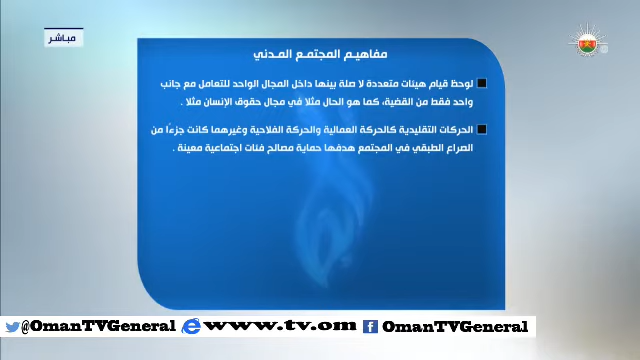 مباشر
مفاهيم المجتمع المدني
لوحظ قيام هيئات متعددة لا صلة بينها داخل المجال الواحد للتعامل مع جانب
واحد فقط من القضية، كما هو الحال مثلا في مجال حقوق الإنسان مثلا .
الحركات التقليدية كالحركة العمالية والحركة الفلاحية وغيرهما كانت جزءًا من
الصراع الطبقي في المجتمع هدفها حماية مصالح فئات اجتماعية معينة .
@OmanTVGeneral www.tv.om OmanTVGeneral